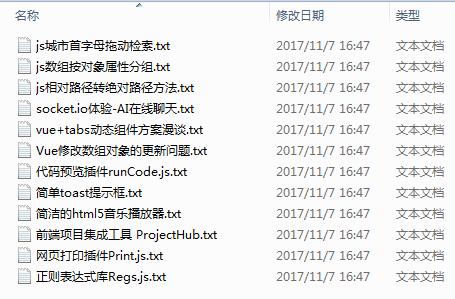 名称 修改日期 类型
js城市首字母拖动检索.txt 2017/11/7 16:47 文本文档
js数组按对象属性分组.txt 2017/11/7 16:47 文本文档
js相对路径转绝对路径方法.txt 2017/11/7 16:47 文本文档
socket.io体验-AI在线聊天.txt 2017/11/7 16:47 文本文档
vue+tabs动态组件方案漫谈.txt 2017/11/7 16:47 文本文档
Vue修改数组对象的更新问题.txt 2017/11/7 16:47 文本文档
代码预览插件runCode.js.txt 2017/11/7 16:47 文本文档
简单toast提示框.txt 2017/11/7 16:47 文本文档
简洁的html5音乐播放器.txt 2017/11/7 16:47 文本文档
前端项目集成工具 ProjectHub.txt 2017/11/7 16:47 文本文档
网页打印插件Print.js.txt 2017/11/7 16:47 文本文档
正则表达式库Regs.js.txt 2017/11/7 16:47 文本文档